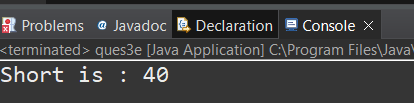 Problems Javadoc Declaration Console
<terminated> ques3e [Java Application] C:\Program Files\Java\
Short is : 40